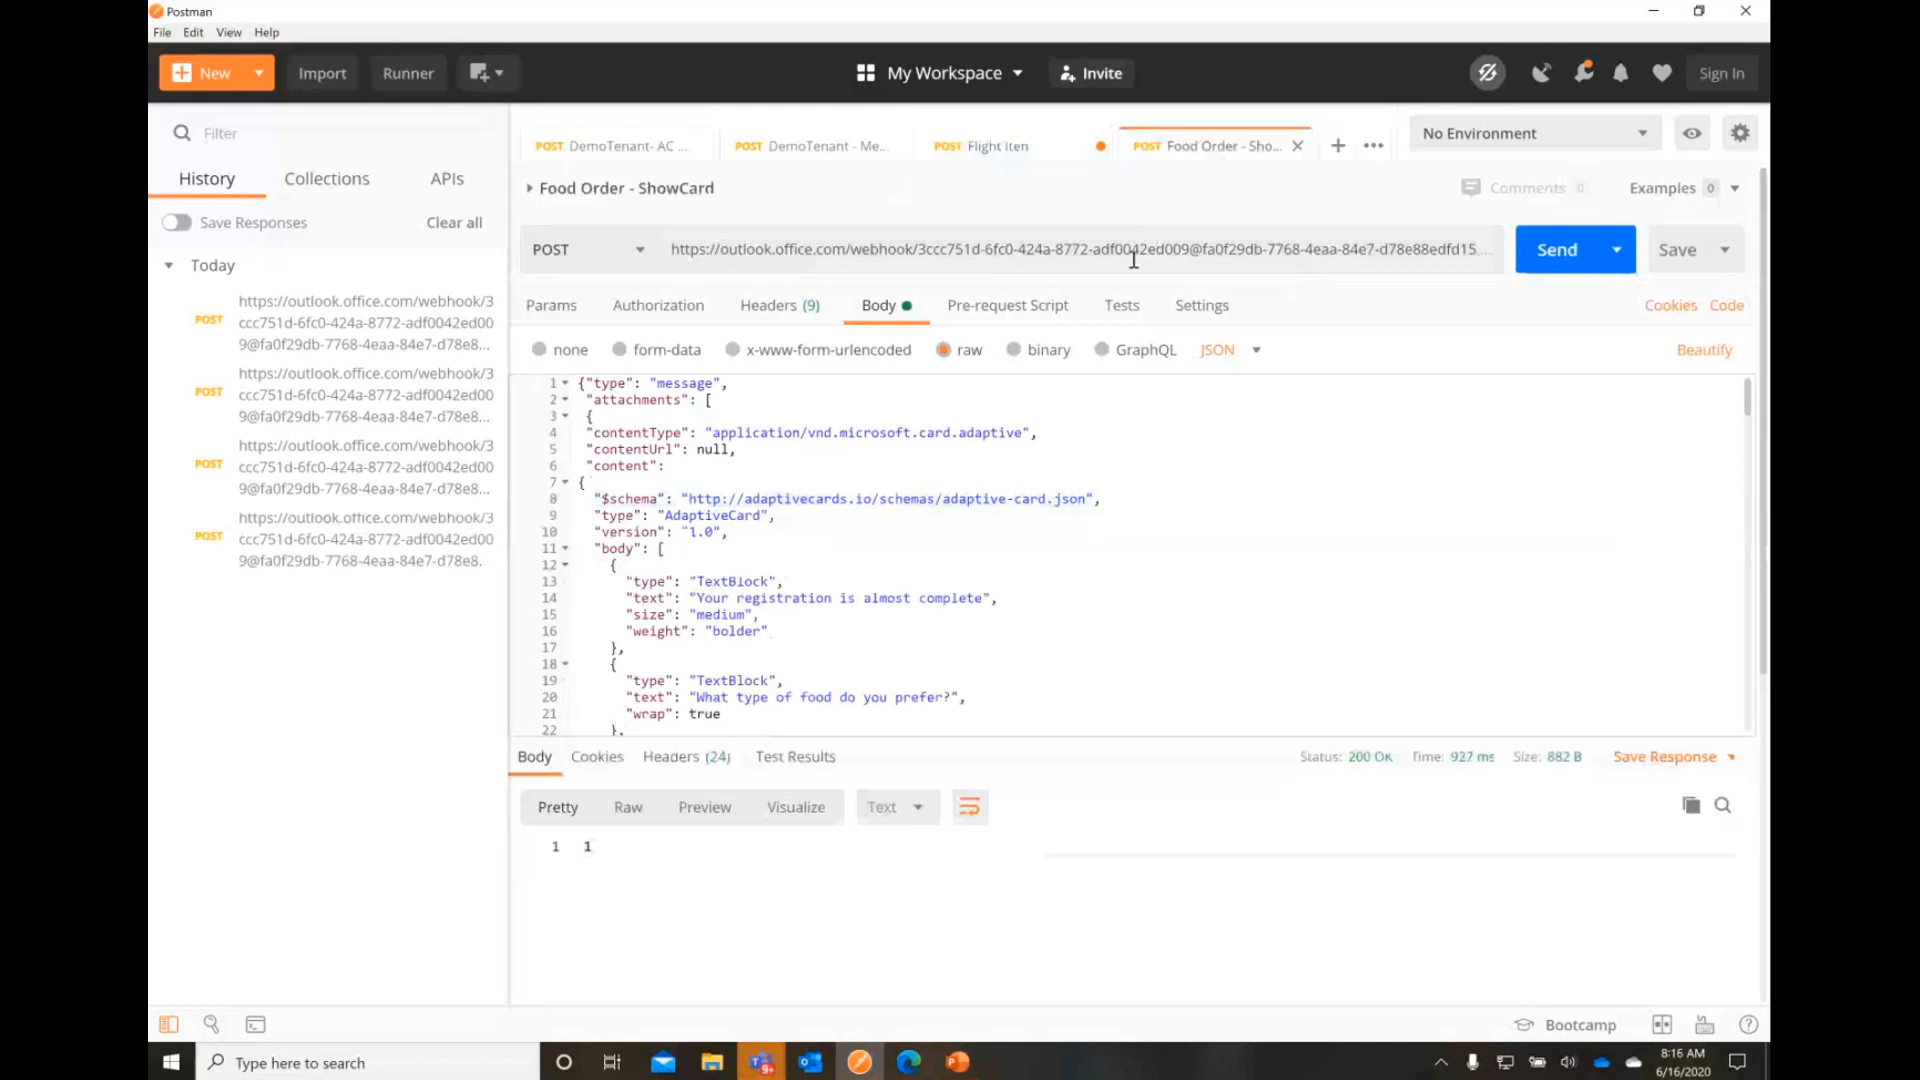 Postman
File Edit View Help
New Import Runner My Workspace Invite Sign In
Filter
History Collections APIs
Save Responses Clear all
Today
POST https://outlook.office.com/webhook/3
ccc751d-6fc0-424a-8772-adf0042ed00
9@fa0f29db-7768-4eaa-84e7-d78e8...
POST https://outlook.office.com/webhook/3
ccc751d-6fc0-424a-8772-adf0042ed00
9@fa0f29db-7768-4eaa-84e7-d78e8...
POST https://outlook.office.com/webhook/3
ccc751d-6fc0-424a-8772-adf0042ed00
9@fa0f29db-7768-4eaa-84e7-d78e8...
POST https://outlook.office.com/webhook/3
ccc751d-6fc0-424a-8772-adf0042ed00
9@fa0f29db-7768-4eaa-84e7-d78e8.
POST DemoTenant- AC ... POST DemoTenant - Me... POST Flight Iten POST Food Order - Sho... No Environment
Food Order - ShowCard Comments 0 Examples 0
POST https://outlook.office.com/webhook/3ccc751d-6fc0-424a-8772-adf0042ed009@fa0f29db-7768-4eaa-84e7-d78e88edfd15... Send Save
Params Authorization Headers (9) Body Pre-request Script Tests Settings Cookies Code
none form-data x-www-form-urlencoded raw binary GraphQL JSON Beautify
1 {"type": "message",
2 "attachments": [
3 {
4 "contentType": "application/vnd.microsoft.card.adaptive",
5 "contentUrl": null,
6 "content":
7 {
8 "$schema": "http://adaptivecards.io/schemas/adaptive-card.json",
9 "type": "AdaptiveCard",
10 "version": "1.0",
11 "body": [
12 {
13 "type": "TextBlock",
14 "text": "Your registration is almost complete",
15 "size": "medium",
16 "weight": "bolder"
17 },
18 {
19 "type": "TextBlock",
20 "text": "What type of food do you prefer?",
21 "wrap": true
22 },
Body Cookies Headers (24) Test Results Status: 200 OK Time: 927 ms Size: 882 B Save Response
Pretty Raw Preview Visualize Text
1 1
Bootcamp
Type here to search
9+
8:16 AM
6/16/2020